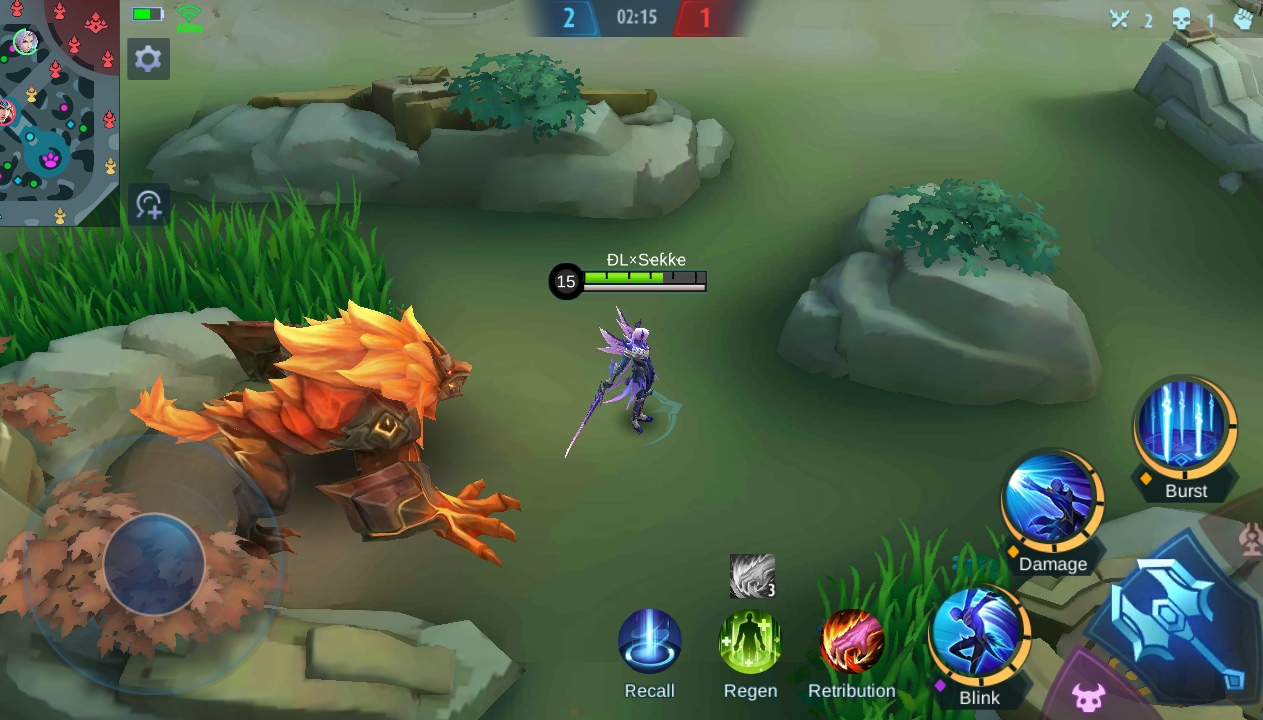 2
02:15
1
2
1
ĐL×Sekke
15
3
Burst
Damage
Recall
Regen
Retribution
Blink